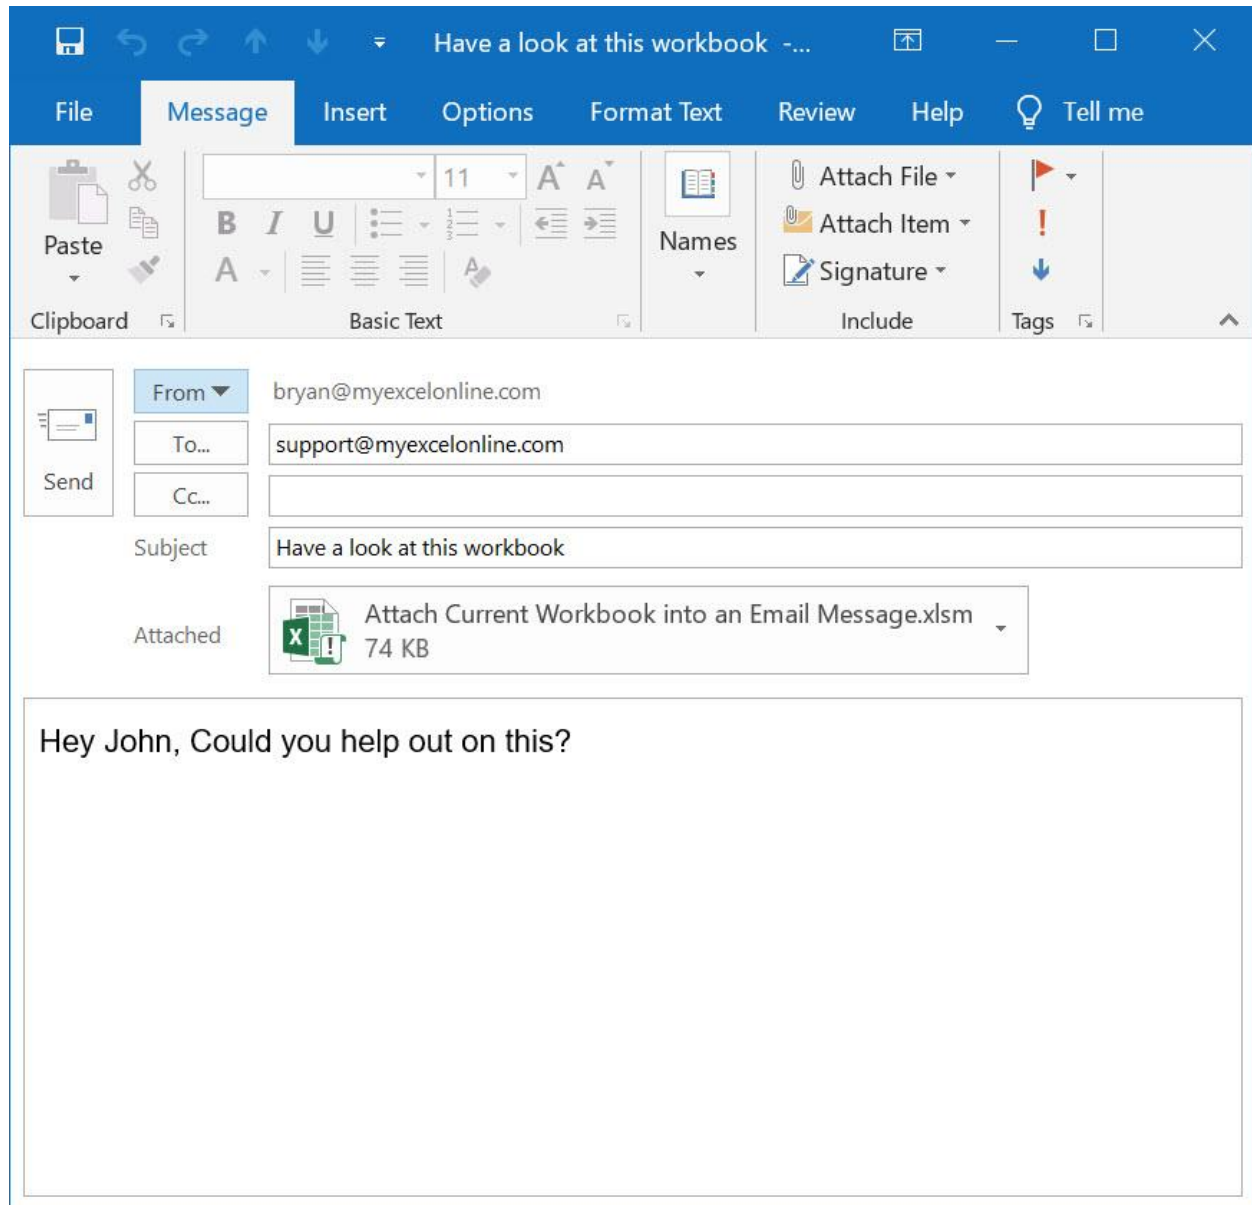 Have a look at this workbook -...
File Message Insert Options Format Text Review Help Tell me
Paste
Clipboard
11
B I U
A
Basic Text
Names
Attach File
Attach Item
Signature
Include
Tags
Send
From bryan@myexcelonline.com
To... support@myexcelonline.com
Cc...
Subject Have a look at this workbook
Attached Attach Current Workbook into an Email Message.xlsm
74 KB
Hey John, Could you help out on this?